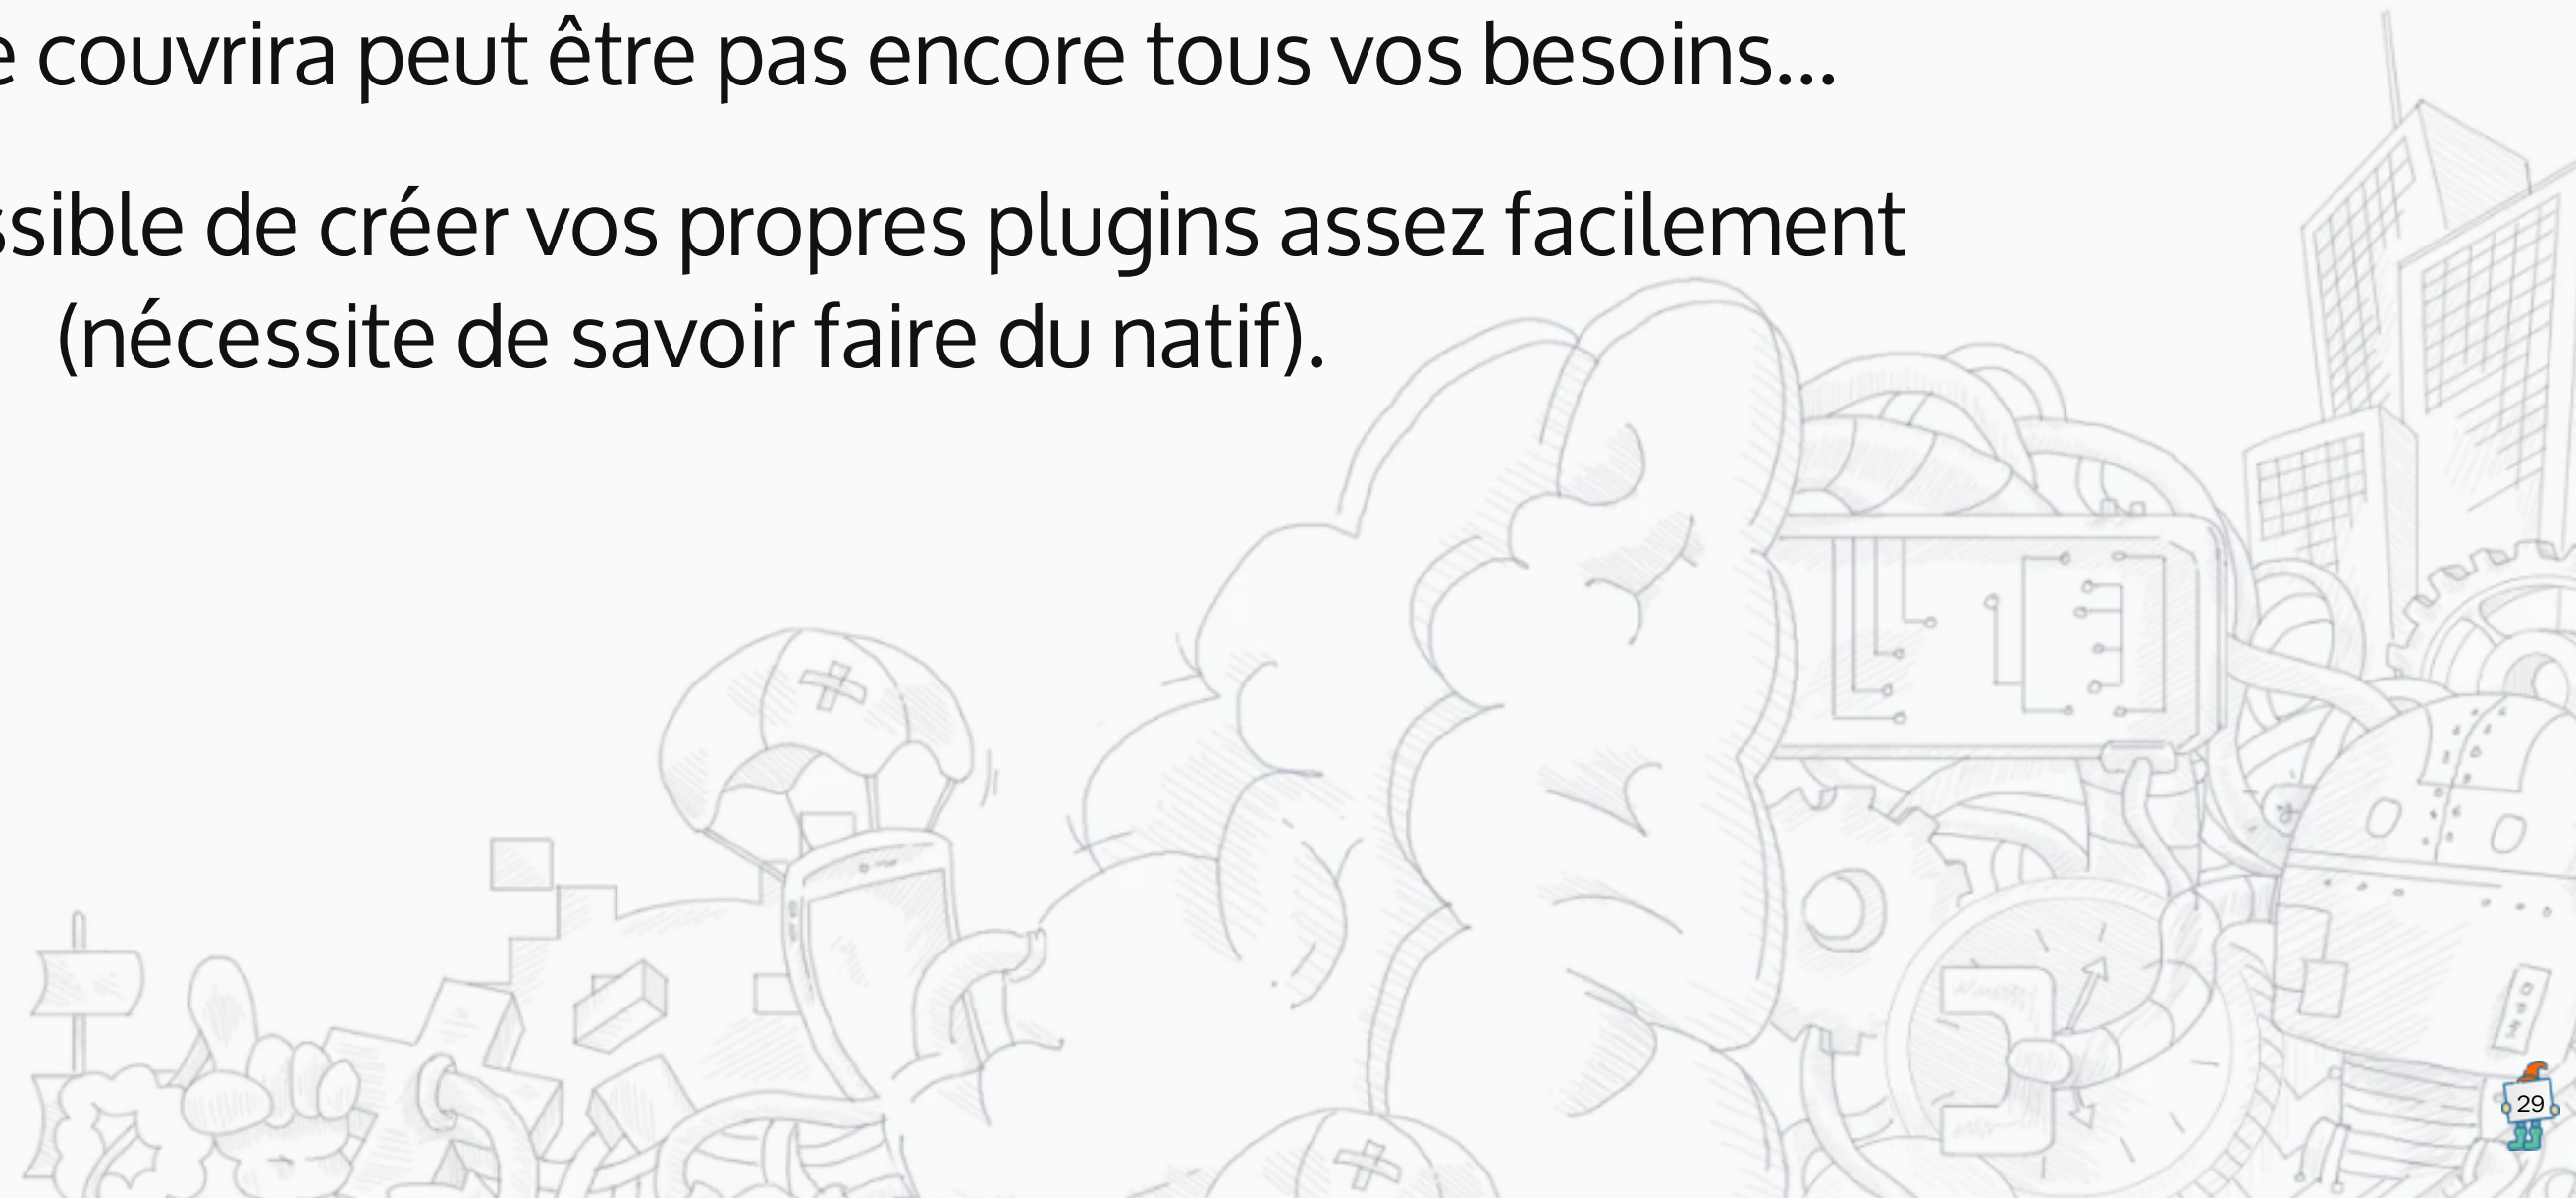 e couvrira peut être pas encore tous vos besoins...
ssible de créer vos propres plugins assez facilement
(nécessite de savoir faire du natif).
29